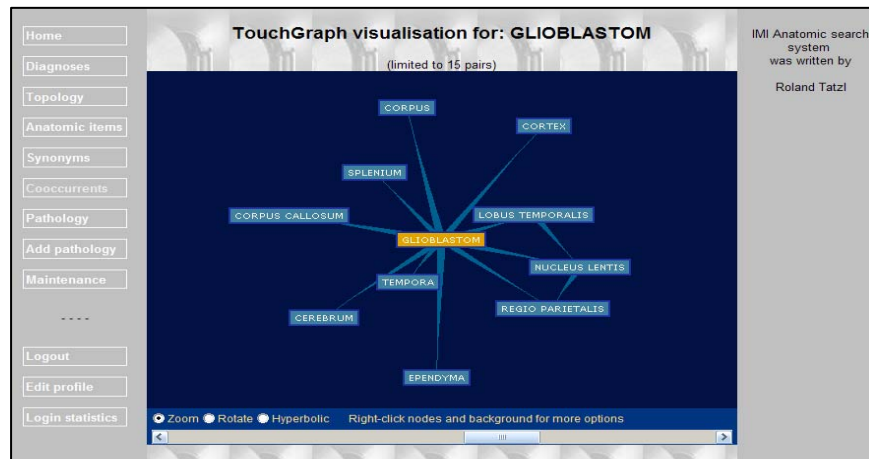 Home
Diagnoses
Topology
Anatomic items
Synonyms
Cooccurrents
Pathology
Add pathology
Maintenance
- - - -
Logout
Edit profile
Login statistics
TouchGraph visualisation for: GLIOBLASTOM
(limited to 15 pairs)
CORPUS
CORTEX
SPLENIUM
CORPUS CALLOSUM
LOBUS TEMPORALIS
GLIOBLASTOM
NUCLEUS LENTIS
TEMPORA
REGIO PARIETALIS
CEREBRUM
EPENDYMA
Zoom Rotate Hyperbolic Right-click nodes and background for more options
IMI Anatomic search
system
was written by
Roland Tatzl